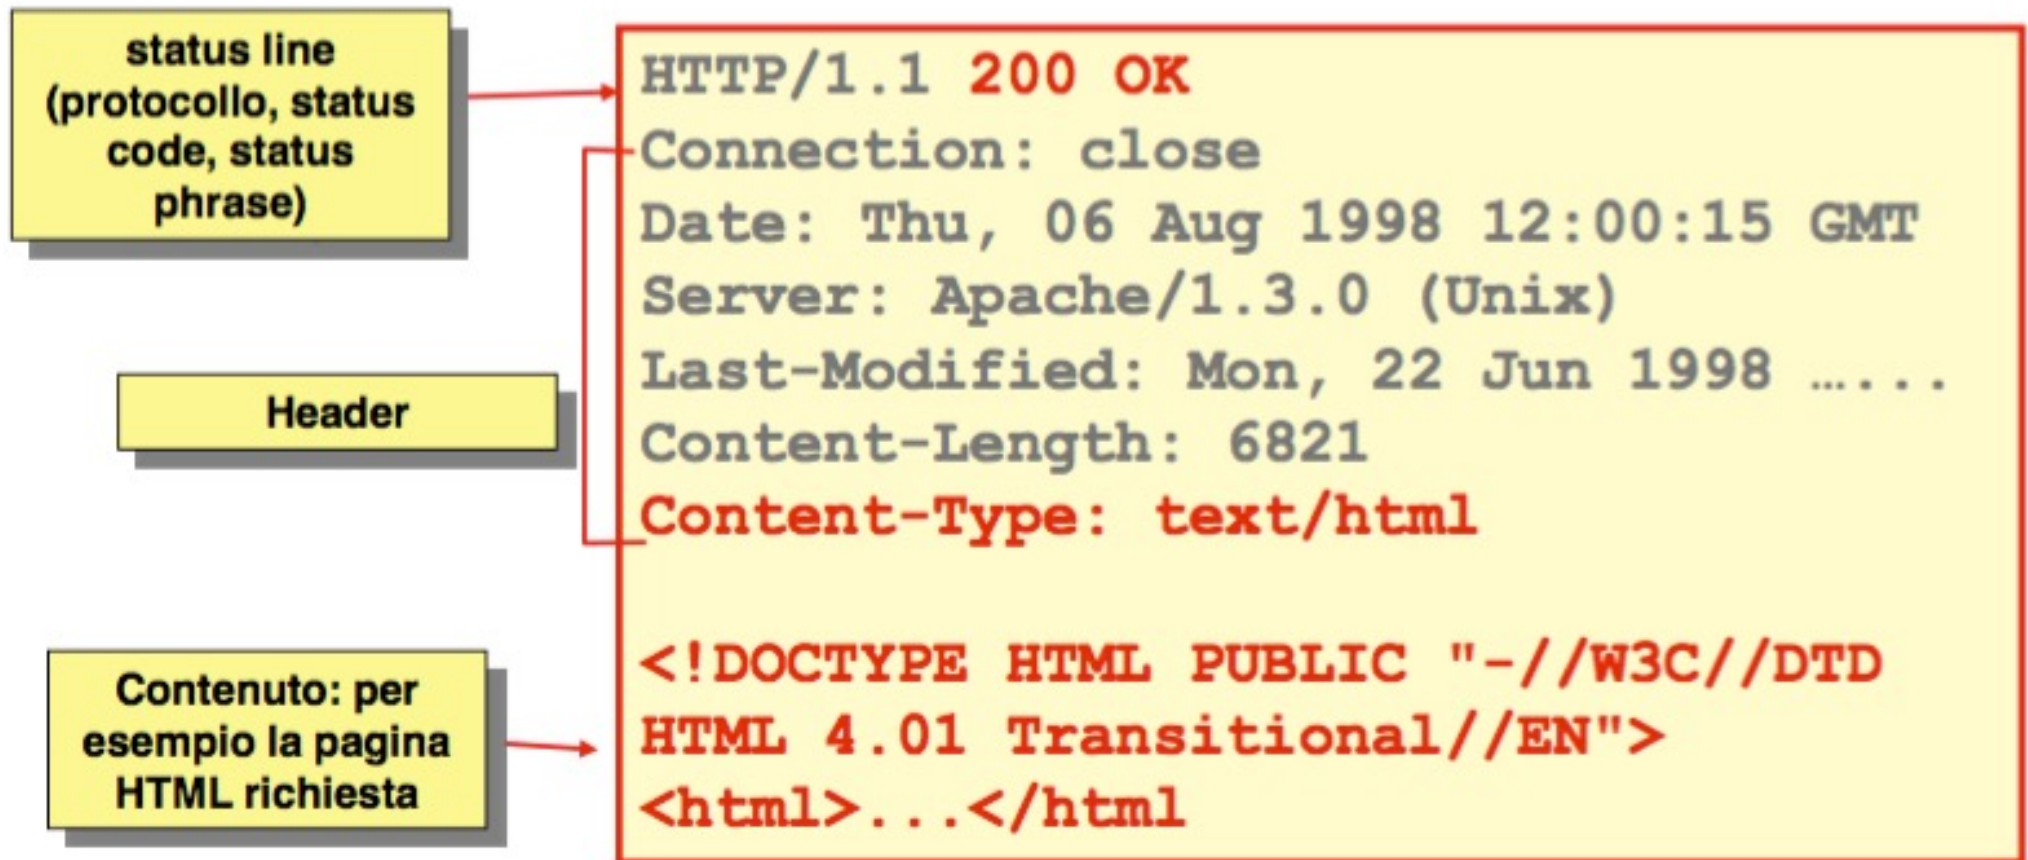 status line
(protocollo, status
code, status
phrase)
HTTP/1.1 200 OK
Connection: close
Date: Thu, 06 Aug 1998 12:00:15 GMT
Server: Apache/1.3.0 (Unix)
Last-Modified: Mon, 22 Jun 1998 …...
Content-Length: 6821
Content-Type: text/html
Header
<!DOCTYPE HTML PUBLIC "-//W3C//DTD
HTML 4.01 Transitional//EN">
<html>...</html
Contenuto: per
esempio la pagina
HTML richiesta